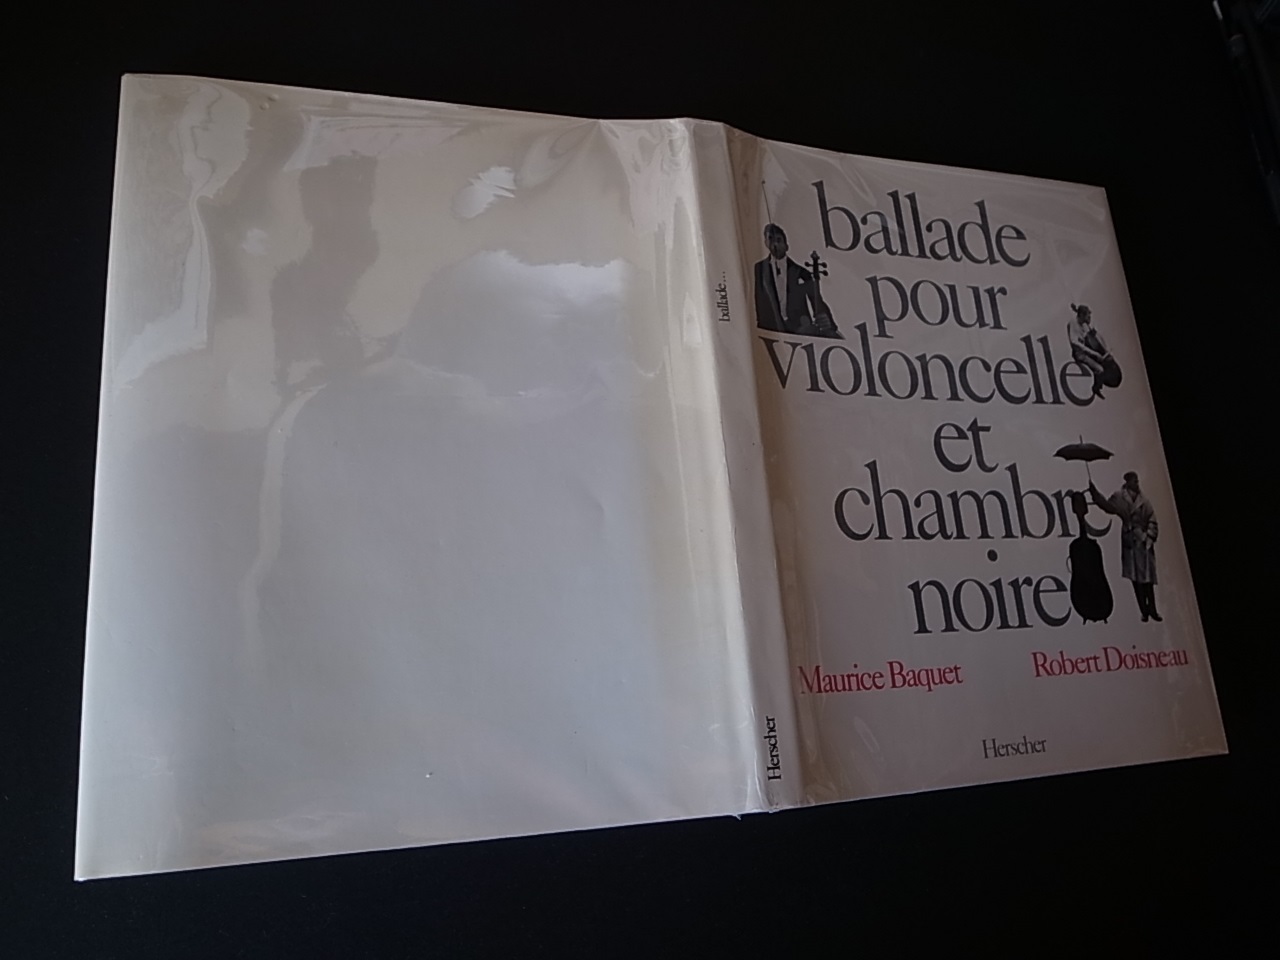 ballade
pour
violoncelle
et
chambre
noire
Maurice Baquet
Robert Doisneau
Herscher
ballade...
Herscher